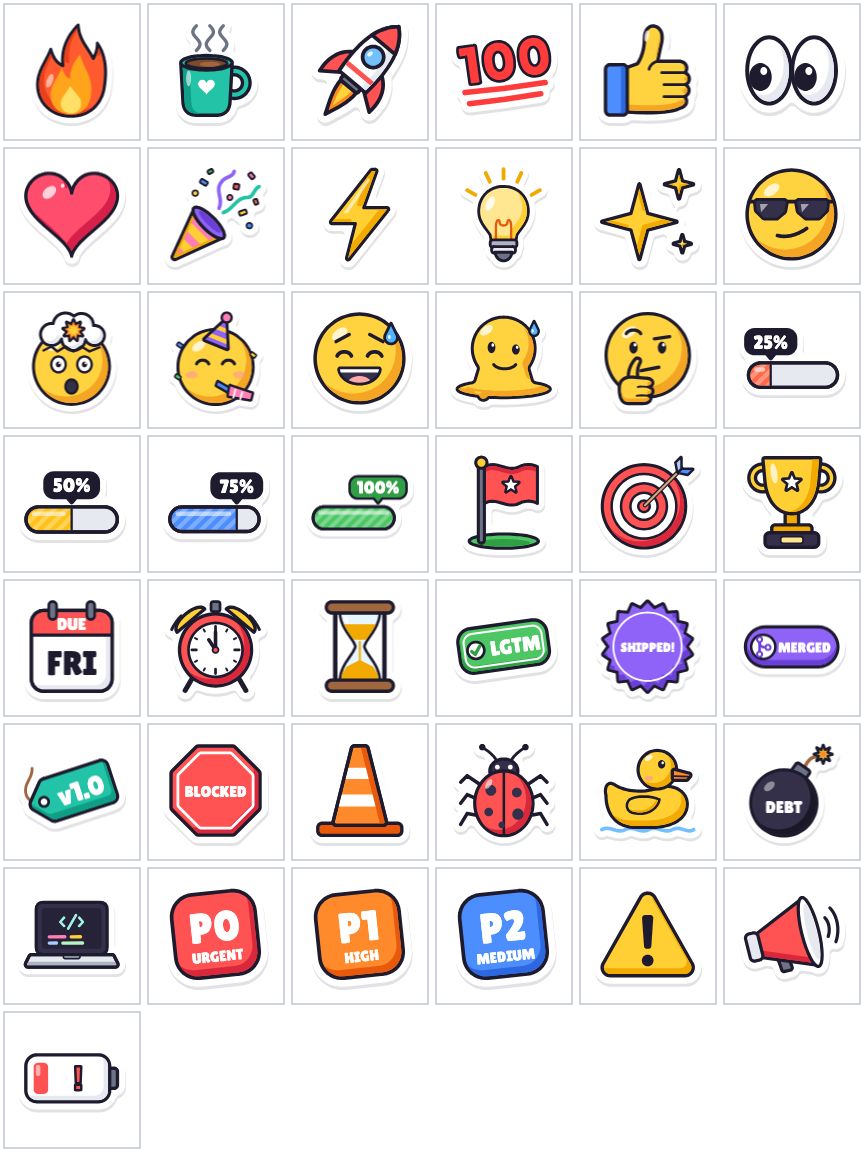 100
25%
50%
75%
100%
DUE
FRI
LGTM
SHIPPED!
MERGED
v1.0
BLOCKED
DEBT
</>
P0
URGENT
P1
HIGH
P2
MEDIUM
!
!